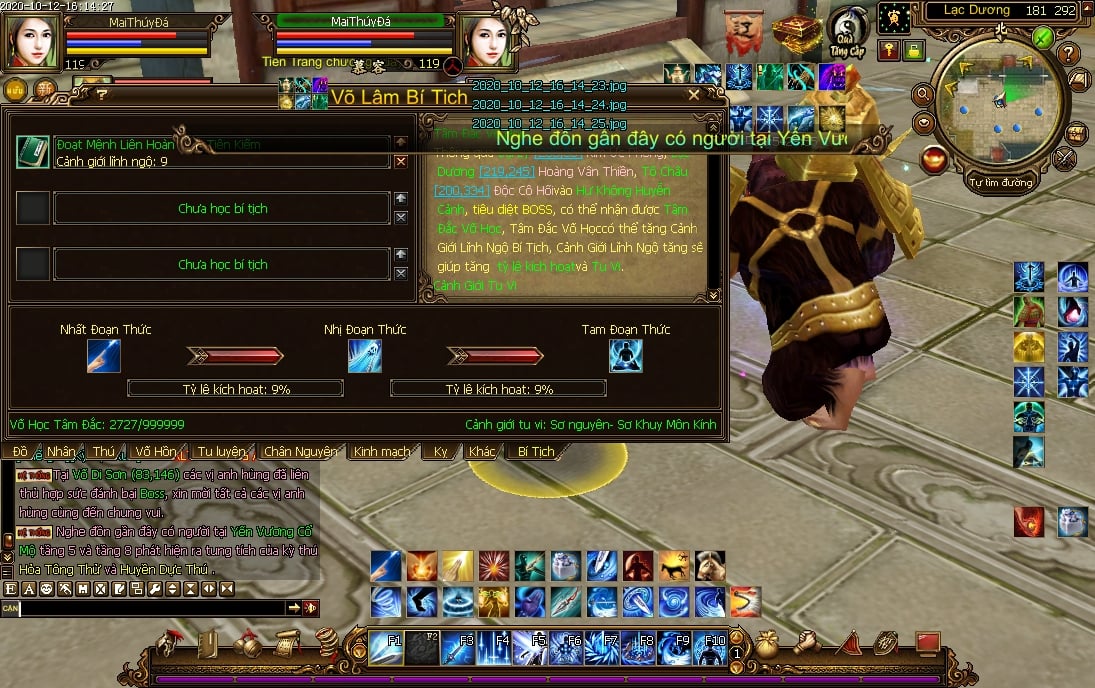 2020-10-12-16:14:27
MaiThúyĐá
MaiThúyĐá
Lạc Dương 181 292
北
119
119
Quà
Tăng Cấp
Võ Lâm Bí Tịch
2020_10_12_16_14_23.jpg
2020_10_12_16_14_24.jpg
2020_10_12_16_14_25.jpg
Nghe đồn gần đây có người tại Yến Vươ
Tự tìm đường
Đoạt Mệnh Liên Hoàn
Cảnh giới lĩnh ngộ: 9
Chưa học bí tịch
Chưa học bí tịch
Dương [219,245] Hoàng Văn Thiên, Tô Châu
[200,334] Độc Cô Hồivào Hư Không Huyễn
Cảnh, tiêu diệt BOSS, có thể nhận được Tâm
Đắc Võ Học, Tâm Đắc Võ Họccó thể tăng Cảnh
Giới Lĩnh Ngộ Bí Tịch, Cảnh Giới Lĩnh Ngộ tăng sẽ
giúp tăng tỷ lệ kích hoạtvà Tu Vi.
Cảnh Giới Tu Vi
Nhất Đoạn Thức
Nhị Đoạn Thức
Tam Đoạn Thức
Tỷ lệ kích hoạt: 9%
Tỷ lệ kích hoạt: 9%
Võ Học Tâm Đắc: 2727/999999
Cảnh giới tu vi: Sơ nguyên- Sơ Khuy Môn Kính
Đồ Nhân Thú Võ Hồn Tu luyện Chân Nguyên Kinh mạch Kỵ Khác Bí Tịch
Tại Võ Di Sơn (83,146) các vị anh hùng đã liên
thủ hợp sức đánh bại Boss, xin mời tất cả các vị anh
hùng cùng đến chung vui.
Nghe đồn gần đây có người tại Yến Vương Cổ
Mộ tầng 5 và tầng 8 phát hiện ra tung tích của kỳ thú
Hỏa Tông Thử và Huyền Dực Thú .
CẬN
F1 F2 F3 F4 F5 F6 F7 F8 F9 F10
1